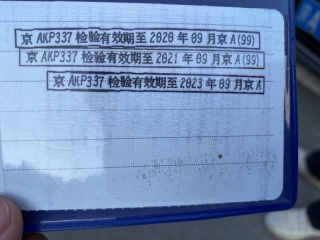 京 AKP337 检验有效期至 2020 年 09 月京 A(99)
京 AKP337 检验有效期至 2021 年 09 月京 A(99)
京 AKP337 检验有效期至 2023 年 09 月京 A